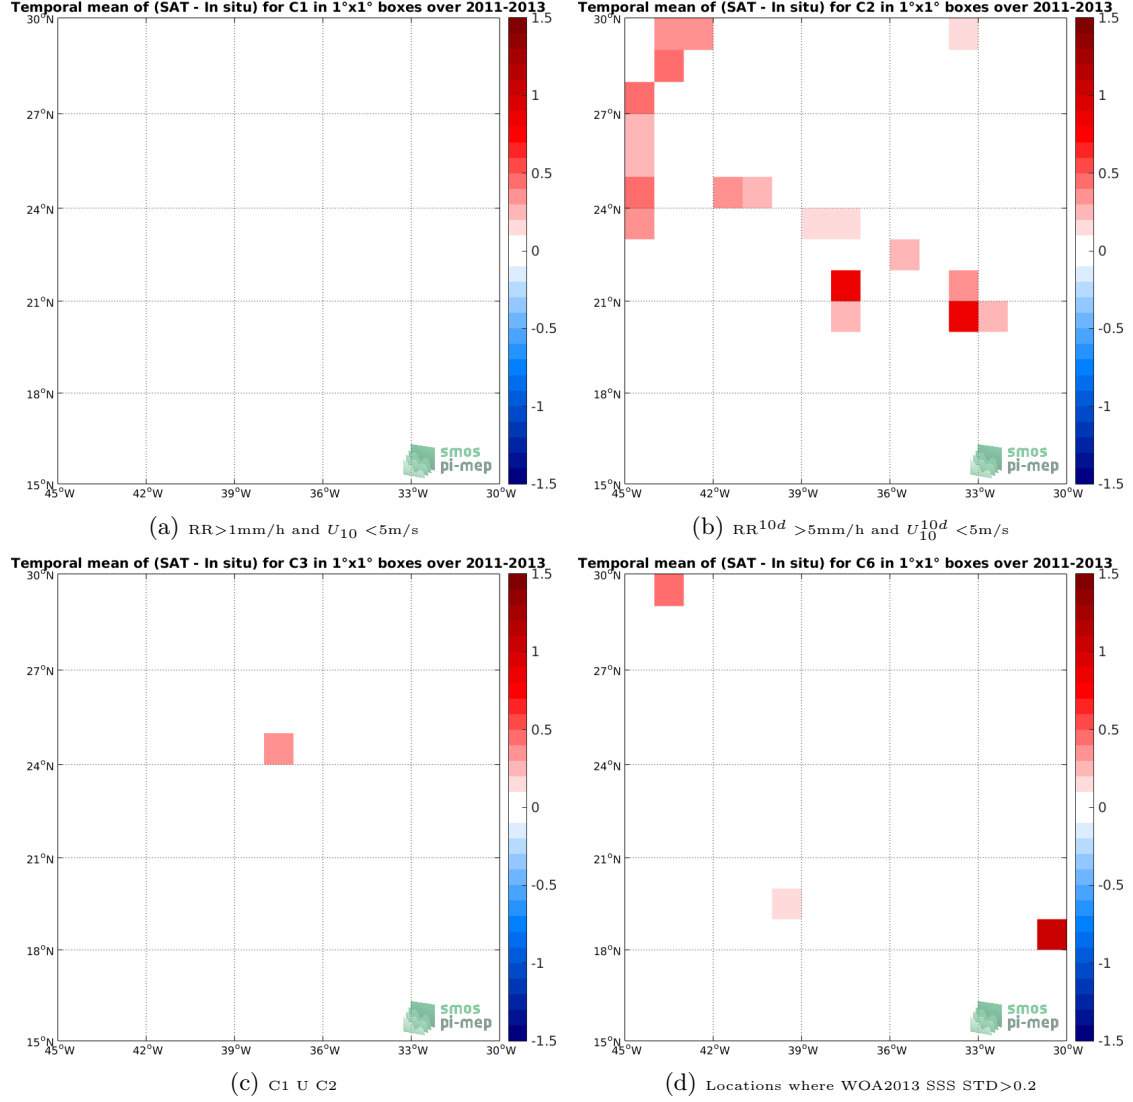 Temporal mean of (SAT - In situ) for C1 in 1°x1° boxes over 2011-2013
30°N
27°N
24°N
21°N
18°N
15°N
45°W 42°W 39°W 36°W 33°W 30°W
1.5
1
0.5
0
-0.5
-1
-1.5
smos
pi-mep
(a) RR>1mm/h and U10 <5m/s
Temporal mean of (SAT - In situ) for C2 in 1°x1° boxes over 2011-2013
30°N
27°N
24°N
21°N
18°N
15°N
45°W 42°W 39°W 36°W 33°W 30°W
1.5
1
0.5
0
-0.5
-1
-1.5
smos
pi-mep
(b) RR^10d >5mm/h and U10^10d <5m/s
Temporal mean of (SAT - In situ) for C3 in 1°x1° boxes over 2011-2013
30°N
27°N
24°N
21°N
18°N
15°N
45°W 42°W 39°W 36°W 33°W 30°W
1.5
1
0.5
0
-0.5
-1
-1.5
smos
pi-mep
(c) C1 U C2
Temporal mean of (SAT - In situ) for C6 in 1°x1° boxes over 2011-2013
30°N
27°N
24°N
21°N
18°N
15°N
45°W 42°W 39°W 36°W 33°W 30°W
1.5
1
0.5
0
-0.5
-1
-1.5
smos
pi-mep
(d) Locations where WOA2013 SSS STD>0.2